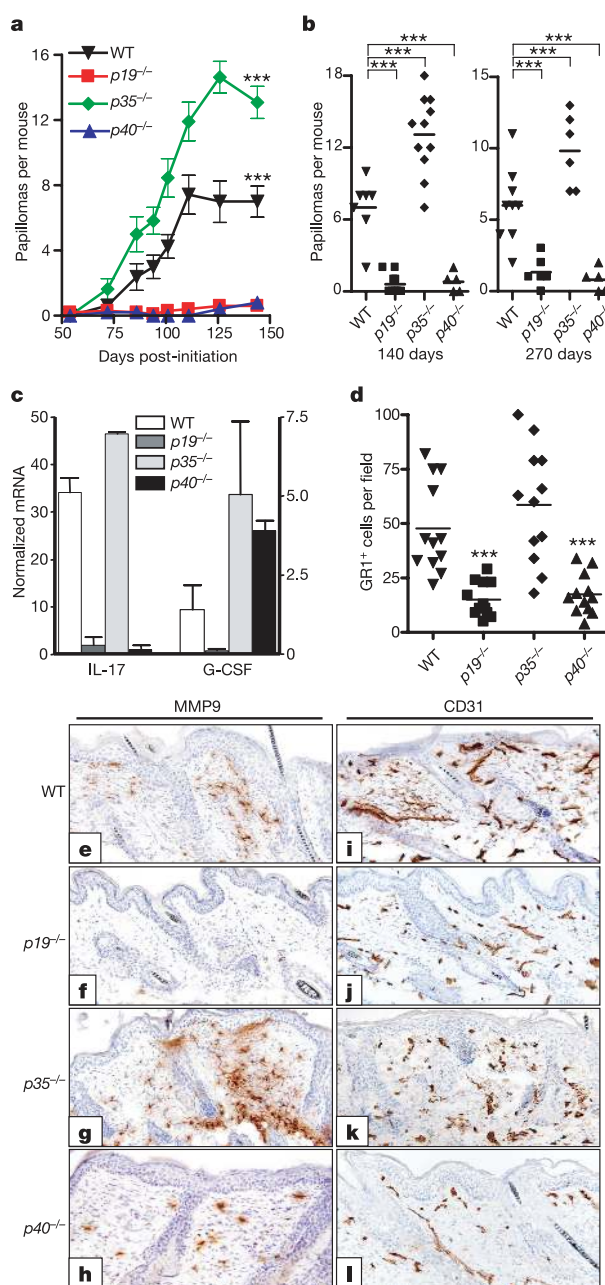 a
16
12
8
4
0
Papillomas per mouse
50
75
100
125
150
Days post-initiation
WT
p19–/–
p35–/–
p40–/–
***
***
b
***
***
***
18
12
6
0
Papillomas per mouse
WT
p19–/–
p35–/–
p40–/–
140 days
***
***
***
15
10
5
0
WT
p19–/–
p35–/–
p40–/–
270 days
c
50
40
30
20
10
0
Normalized mRNA
WT
p19–/–
p35–/–
p40–/–
7.5
5.0
2.5
0
IL-17
G-CSF
d
100
75
50
25
0
GR1+ cells per field
***
***
WT
p19–/–
p35–/–
p40–/–
MMP9
CD31
WT
e
i
p19–/–
f
j
p35–/–
g
k
p40–/–
h
l